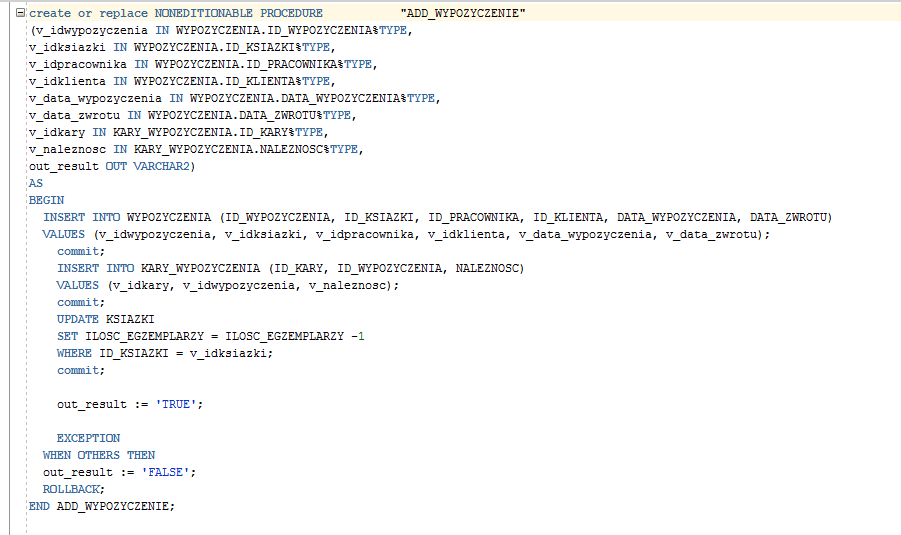 create or replace NONEDITIONABLE PROCEDURE           "ADD_WYPOZYCZENIE"
(v_idwypozyczenia IN WYPOZYCZENIA.ID_WYPOZYCZENIA%TYPE,
v_idksiazki IN WYPOZYCZENIA.ID_KSIAZKI%TYPE,
v_idpracownika IN WYPOZYCZENIA.ID_PRACOWNIKA%TYPE,
v_idklienta IN WYPOZYCZENIA.ID_KLIENTA%TYPE,
v_data_wypozyczenia IN WYPOZYCZENIA.DATA_WYPOZYCZENIA%TYPE,
v_data_zwrotu IN WYPOZYCZENIA.DATA_ZWROTU%TYPE,
v_idkary IN KARY_WYPOZYCZENIA.ID_KARY%TYPE,
v_naleznosc IN KARY_WYPOZYCZENIA.NALEZNOSC%TYPE,
out_result OUT VARCHAR2)
AS
BEGIN
  INSERT INTO WYPOZYCZENIA (ID_WYPOZYCZENIA, ID_KSIAZKI, ID_PRACOWNIKA, ID_KLIENTA, DATA_WYPOZYCZENIA, DATA_ZWROTU)
  VALUES (v_idwypozyczenia, v_idksiazki, v_idpracownika, v_idklienta, v_data_wypozyczenia, v_data_zwrotu);
    commit;
    INSERT INTO KARY_WYPOZYCZENIA (ID_KARY, ID_WYPOZYCZENIA, NALEZNOSC)
    VALUES (v_idkary, v_idwypozyczenia, v_naleznosc);
    commit;
    UPDATE KSIAZKI
    SET ILOSC_EGZEMPLARZY = ILOSC_EGZEMPLARZY -1
    WHERE ID_KSIAZKI = v_idksiazki;
    commit;
    out_result := 'TRUE';
    EXCEPTION
  WHEN OTHERS THEN
  out_result := 'FALSE';
  ROLLBACK;
END ADD_WYPOZYCZENIE;